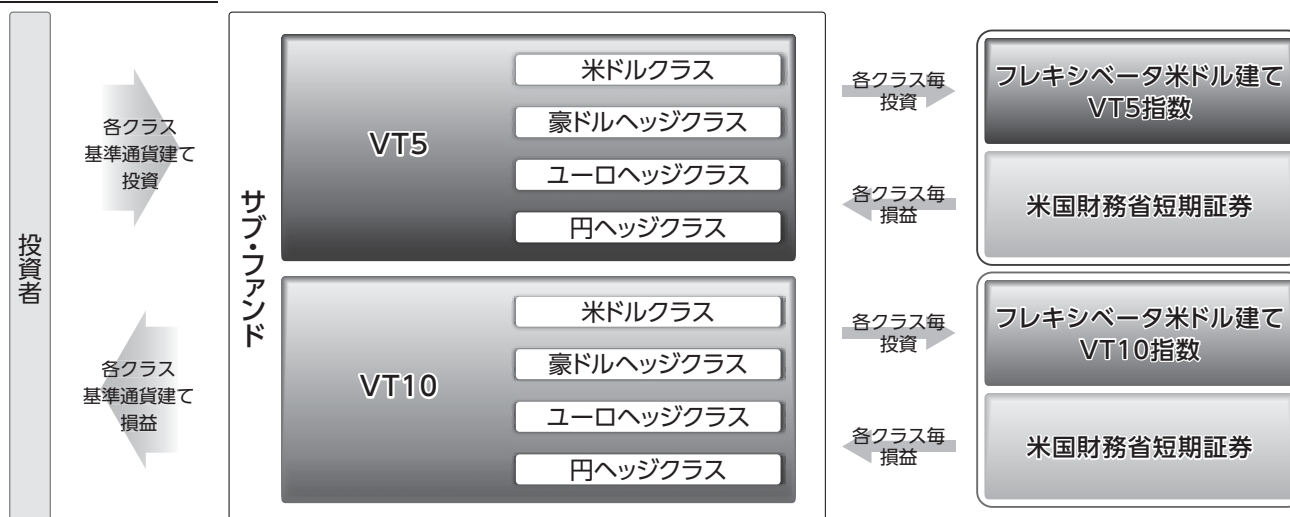 投資者
各クラス
基準通貨建て
投資
各クラス
基準通貨建て
損益
サブ・ファンド
VT5
米ドルクラス
豪ドルヘッジクラス
ユーロヘッジクラス
円ヘッジクラス
VT10
米ドルクラス
豪ドルヘッジクラス
ユーロヘッジクラス
円ヘッジクラス
各クラス毎
投資
各クラス毎
損益
各クラス毎
投資
各クラス毎
損益
フレキシベータ米ドル建て
VT5指数
米国財務省短期証券
フレキシベータ米ドル建て
VT10指数
米国財務省短期証券